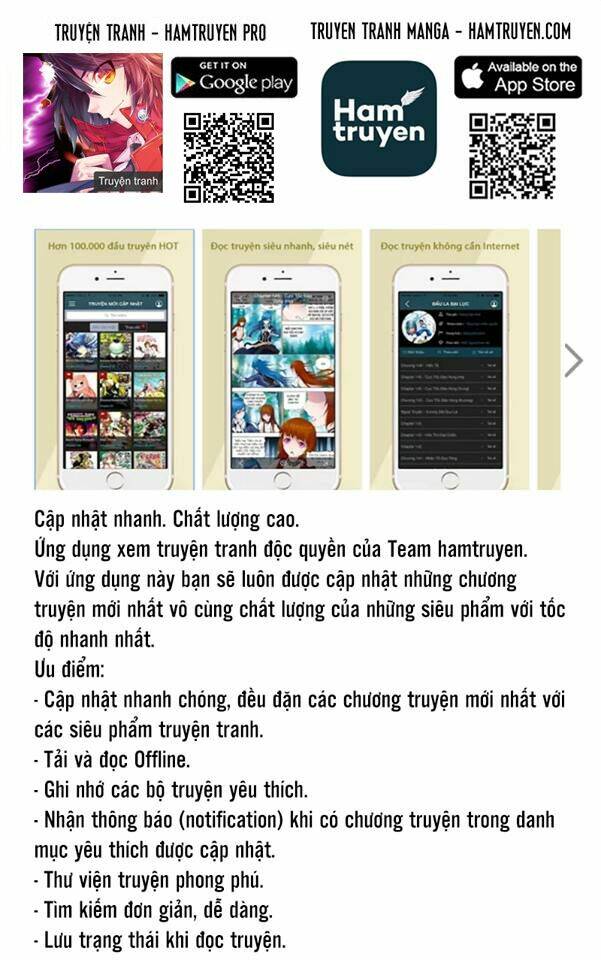 TRUYỆN TRANH - HAMTRUYEN PRO
TRUYEN TRANH MANGA - HAMTRUYEN.COM
Truyện tranh
GET IT ON
Google play
Ham
truyen
Available on the
App Store
Hơn 100.000 đầu truyện HOT
Đọc truyện siêu nhanh, siêu nét
Đọc truyện không cần Internet
TRUYỆN MỚI CẬP NHẬT
ĐẤU LA ĐẠI LỤC
Cập nhật nhanh. Chất lượng cao.
Ứng dụng xem truyện tranh độc quyền của Team hamtruyen.
Với ứng dụng này bạn sẽ luôn được cập nhật những chương
truyện mới nhất vô cùng chất lượng của những siêu phẩm với tốc
độ nhanh nhất.
Ưu điểm:
- Cập nhật nhanh chóng, đều đặn các chương truyện mới nhất với
các siêu phẩm truyện tranh.
- Tải và đọc Offline.
- Ghi nhớ các bộ truyện yêu thích.
- Nhận thông báo (notification) khi có chương truyện trong danh
mục yêu thích được cập nhật.
- Thư viện truyện phong phú.
- Tìm kiếm đơn giản, dễ dàng.
- Lưu trạng thái khi đọc truyện.